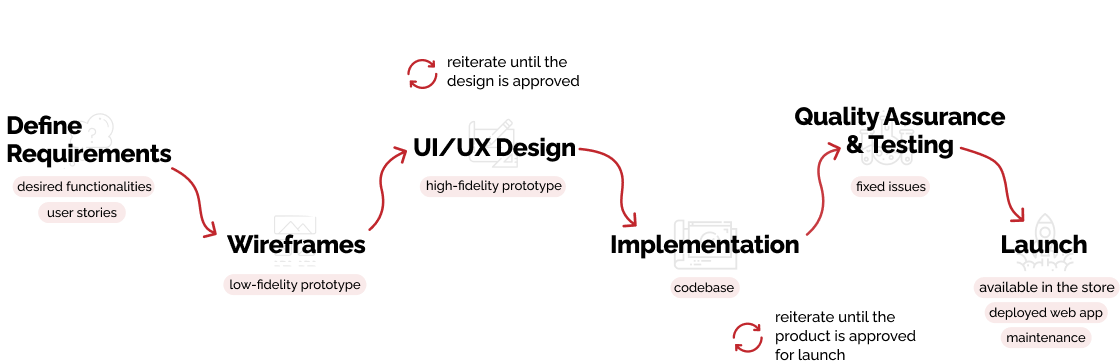 reiterate until the
design is approved
Define
Requirements
desired functionalities
user stories
Wireframes
low-fidelity prototype
UI/UX Design
high-fidelity prototype
Implementation
codebase
reiterate until the
product is approved
for launch
Quality Assurance
& Testing
fixed issues
Launch
available in the store
deployed web app
maintenance